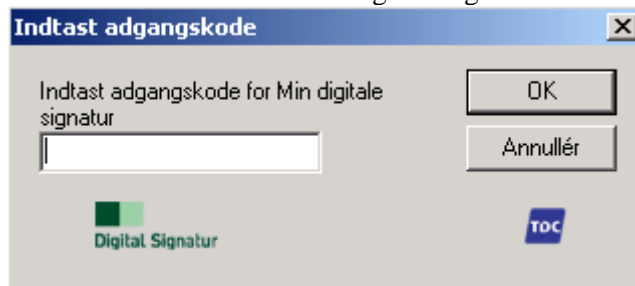 Indtast adgangskode
Indtast adgangskode for Min digitale
signatur
OK
Annullér
Digital Signatur
TDC